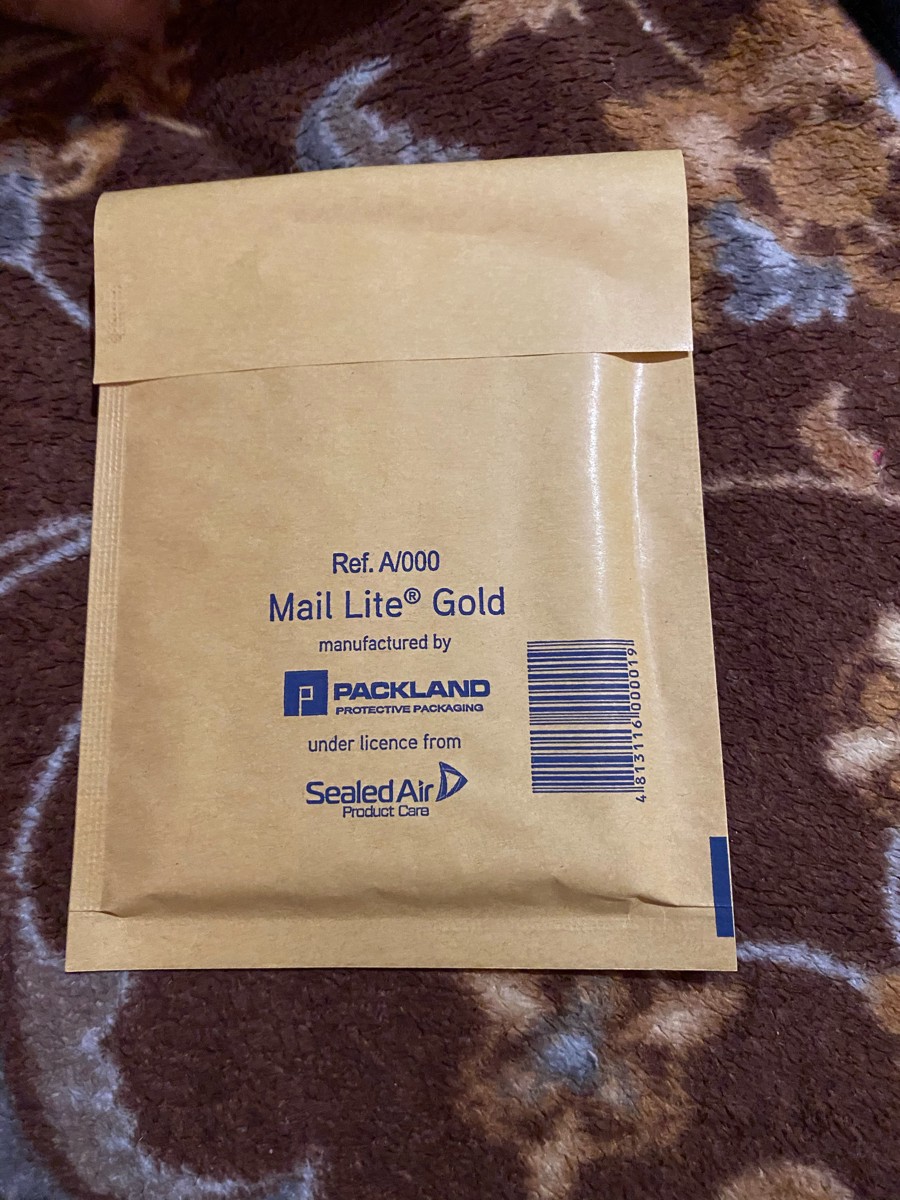 Ref. A/000
Mail Lite® Gold
manufactured by
PACKLAND
PROTECTIVE PACKAGING
under licence from
Sealed Air
Product Care
4 813116 000019